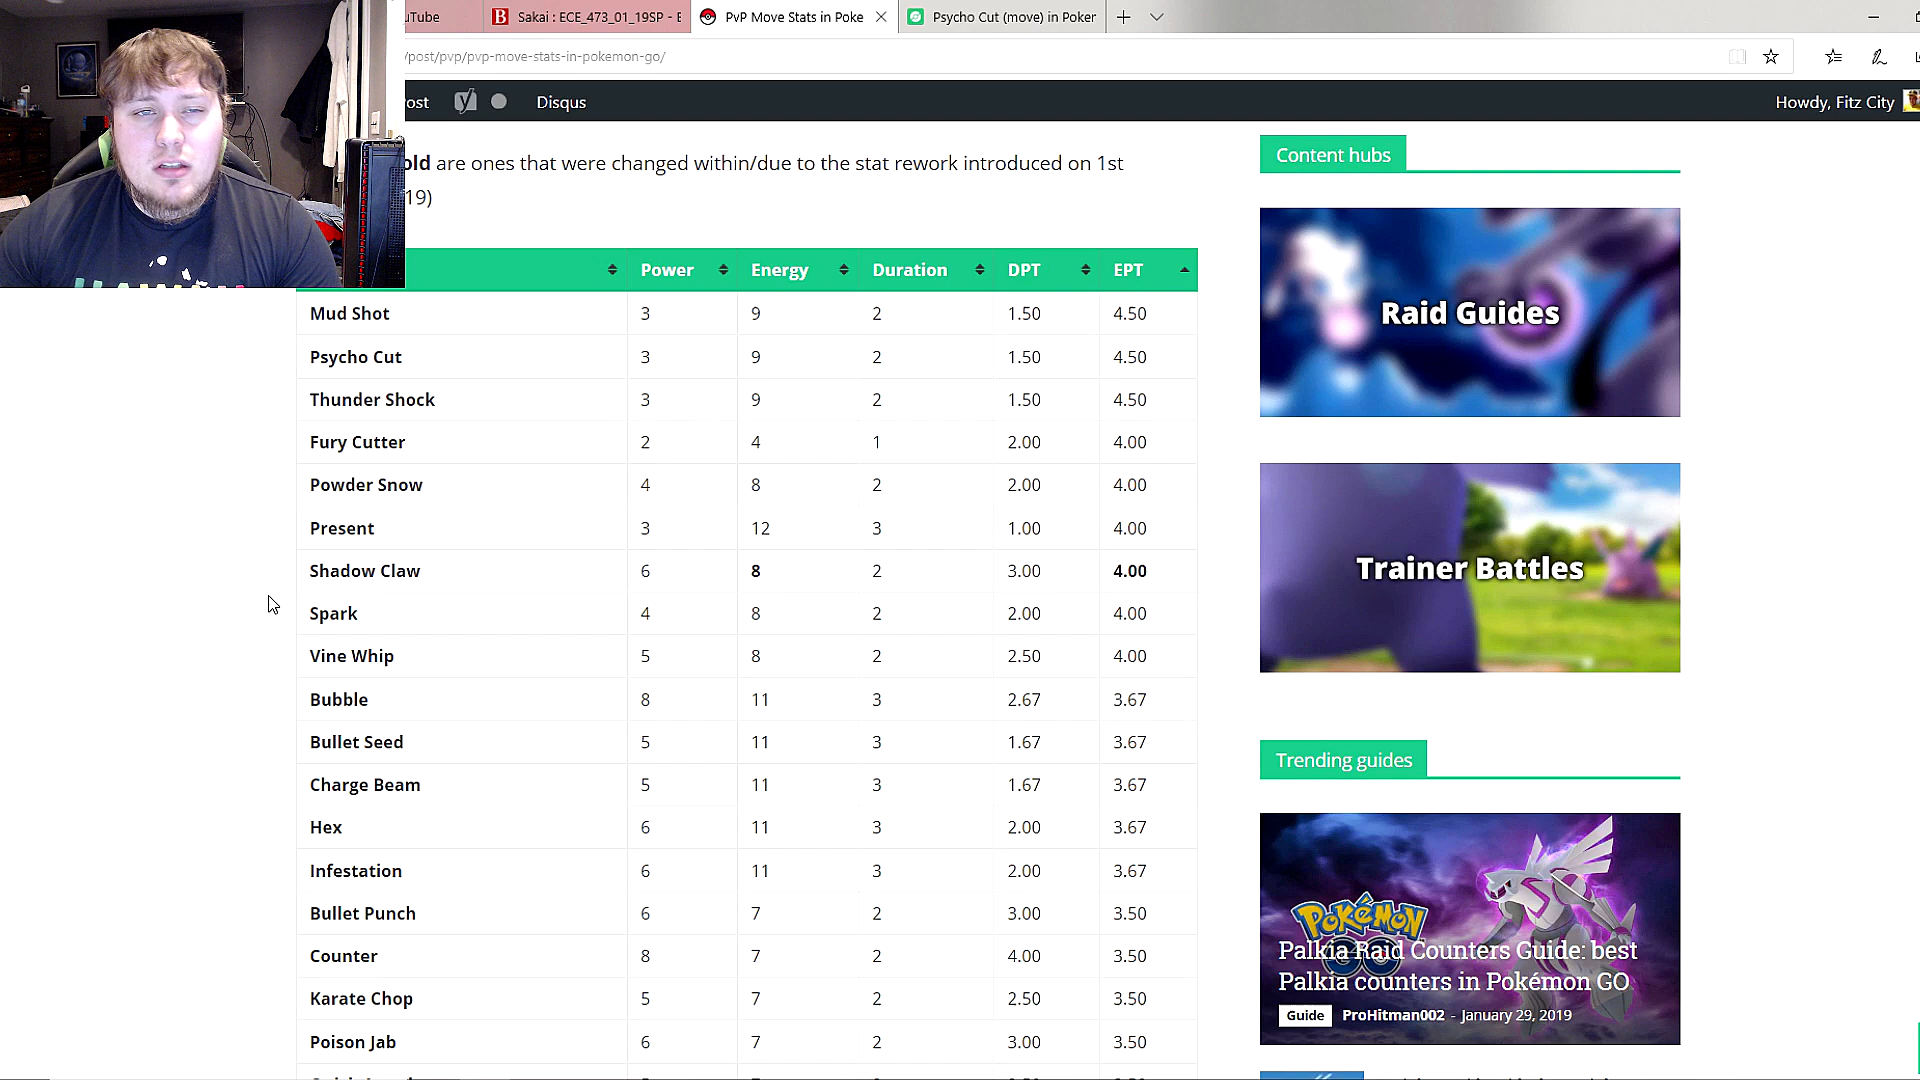 uTube
B Sakai : ECE_473_01_19SP - E
PvP Move Stats in Poke
Psycho Cut (move) in Poker
/post/pvp/pvp-move-stats-in-pokemon-go/
ost Disqus
Howdy, Fitz City
old are ones that were changed within/due to the stat rework introduced on 1st
19)
Power Energy Duration DPT EPT
Mud Shot 3 9 2 1.50 4.50
Psycho Cut 3 9 2 1.50 4.50
Thunder Shock 3 9 2 1.50 4.50
Fury Cutter 2 4 1 2.00 4.00
Powder Snow 4 8 2 2.00 4.00
Present 3 12 3 1.00 4.00
Shadow Claw 6 8 2 3.00 4.00
Spark 4 8 2 2.00 4.00
Vine Whip 5 8 2 2.50 4.00
Bubble 8 11 3 2.67 3.67
Bullet Seed 5 11 3 1.67 3.67
Charge Beam 5 11 3 1.67 3.67
Hex 6 11 3 2.00 3.67
Infestation 6 11 3 2.00 3.67
Bullet Punch 6 7 2 3.00 3.50
Counter 8 7 2 4.00 3.50
Karate Chop 5 7 2 2.50 3.50
Poison Jab 6 7 2 3.00 3.50
Content hubs
Raid Guides
Trainer Battles
Trending guides
POKéMON
GO
Palkia Raid Counters Guide: best
Palkia counters in Pokémon GO
Guide ProHitman002 - January 29, 2019